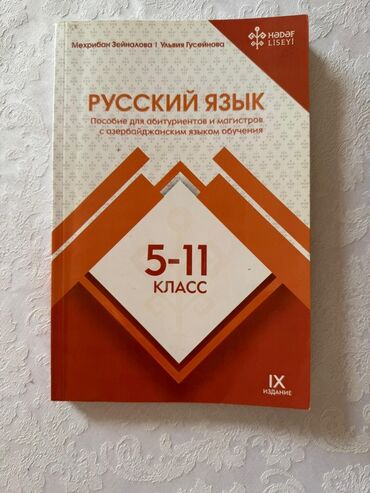 Мехрибан Зейналова | Ульвия Гусейнова
HƏDƏF
LİSEYİ
РУССКИЙ ЯЗЫК
Пособие для абитуриентов и магистров
с азербайджанским языком обучения
5-11
КЛАСС
IX
ИЗДАНИЕ